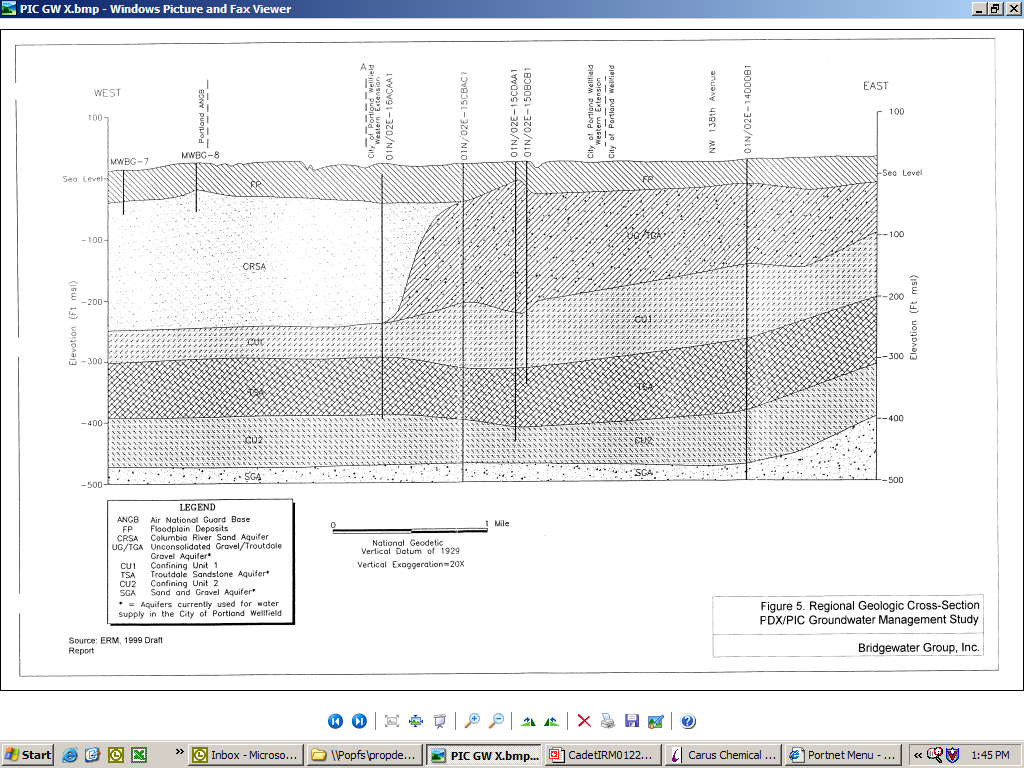 PIC GW X.bmp - Windows Picture and Fax Viewer
WEST
EAST
Portland ANGB
A
City of Portland Wellfield
Western Extension
01N/02E-16ACAA1
01N/02E-15CBAC1
01N/02E-15CDAA1
01N/02E-15DBCB1
City of Portland Wellfield
Western Extension
City of Portland Wellfield
NW 138th Avenue
01N/02E-14DDDB1
100
100
MWBG-7
MWBG-8
Sea Level
Sea Level
FP
FP
-100
-100
UG/TGA
CRSA
-200
-200
Elevation (Ft msl)
Elevation (Ft msl)
CU1
CU1
-300
-300
TSA
TSA
-400
-400
CU2
CU2
SGA
SGA
-500
-500
LEGEND
ANGB Air National Guard Base
FP Floodplain Deposits
CRSA Columbia River Sand Aquifer
UG/TGA Unconsolidated Gravel/Troutdale
Gravel Aquifer*
CU1 Confining Unit 1
TSA Troutdale Sandstone Aquifer*
CU2 Confining Unit 2
SGA Sand and Gravel Aquifer*
* = Aquifers currently used for water
supply in the City of Portland Wellfield
0 1 Mile
National Geodetic
Vertical Datum of 1929
Vertical Exaggeration=20X
Source: ERM, 1999 Draft
Report
Figure 5. Regional Geologic Cross-Section
PDX/PIC Groundwater Management Study
Bridgewater Group, Inc.
Start
»
Inbox - Microso...
\\Popfs\propde...
PIC GW X.bmp...
CadetIRM0122...
Carus Chemical ...
Portnet Menu - ...
«
1:45 PM